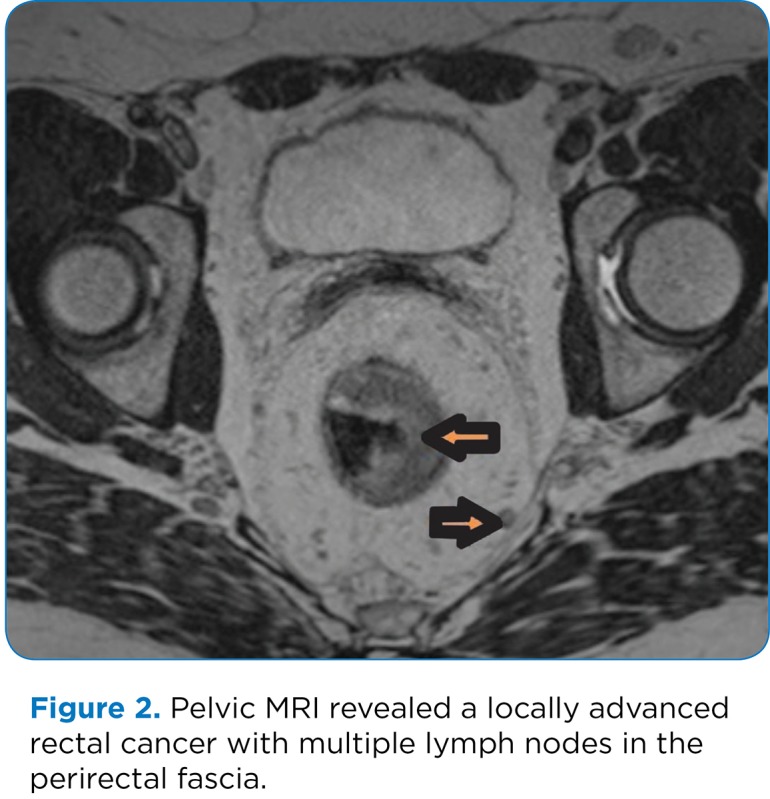 Figure 2. Pelvic MRI revealed a locally advanced
rectal cancer with multiple lymph nodes in the
perirectal fascia.